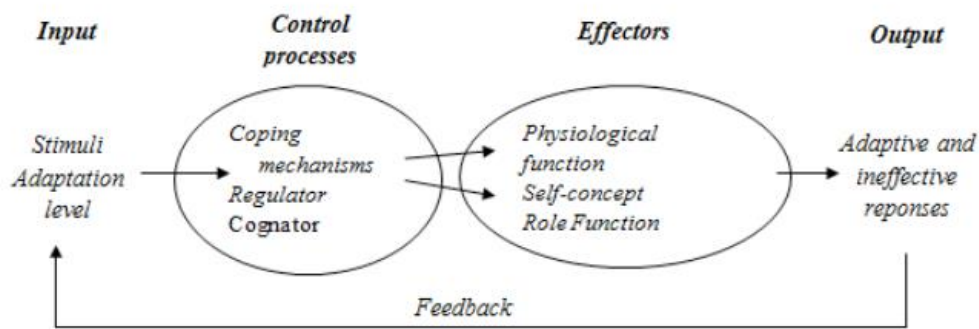 Input
Control
processes
Effectors
Output
Stimuli
Adaptation
level
Coping
mechanisms
Regulator
Cognator
Physiological
function
Self-concept
Role Function
Adaptive and
ineffective
reponses
Feedback